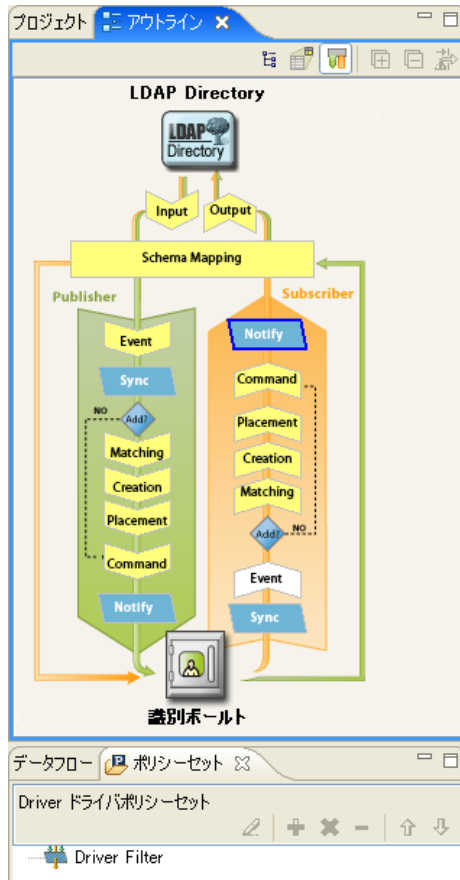 プロジェクト アウトライン
LDAP Directory
LDAP
Directory
Input Output
Schema Mapping
Publisher
Subscriber
Event
Sync
NO
Add?
Matching
Creation
Placement
Command
Notify
Notify
Command
Placement
Creation
Matching
Add?
NO
Event
Sync
識別ボールト
データフロー ポリシーセット
Driver ドライバポリシーセット
Driver Filter